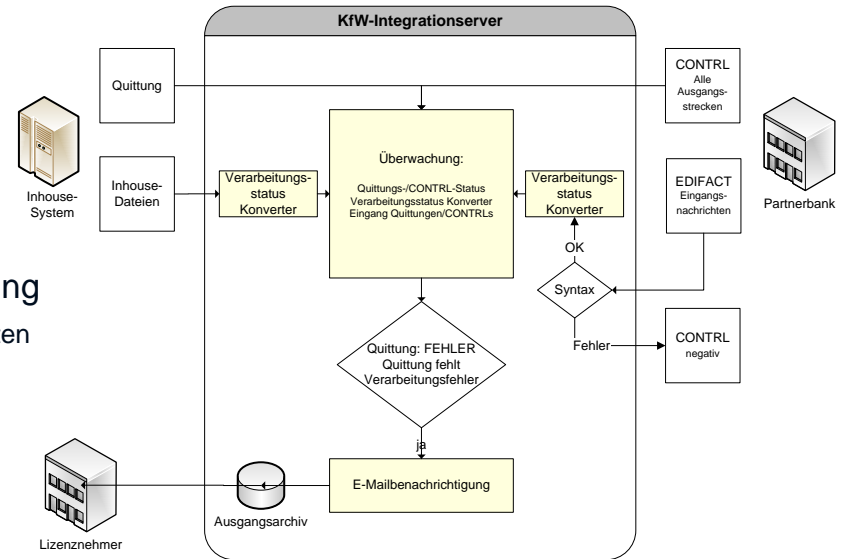 KfW-Integrationserver
Quittung
CONTRL
Alle
Ausgangs-
strecken
Inhouse-
System
Inhouse-
Dateien
Verarbeitungs-
status
Konverter
Überwachung:
Quittungs-/CONTRL-Status
Verarbeitungsstatus Konverter
Eingang Quittungen/CONTRLs
Verarbeitungs-
status
Konverter
EDIFACT
Eingangs-
nachrichten
Partnerbank
OK
Syntax
Fehler
CONTRL
negativ
ng
ten
Quittung: FEHLER
Quittung fehlt
Verarbeitungsfehler
ja
E-Mailbenachrichtigung
Ausgangsarchiv
Lizenznehmer